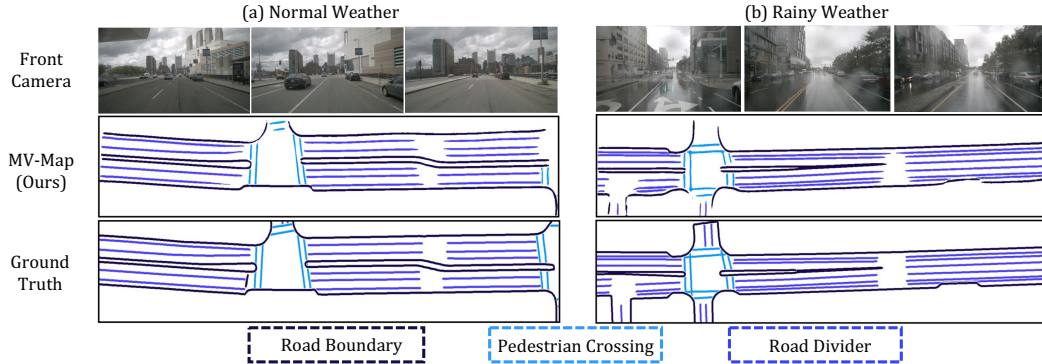 (a) Normal Weather
(b) Rainy Weather
Front
Camera
MV-Map
(Ours)
Ground
Truth
Road Boundary
Pedestrian Crossing
Road Divider